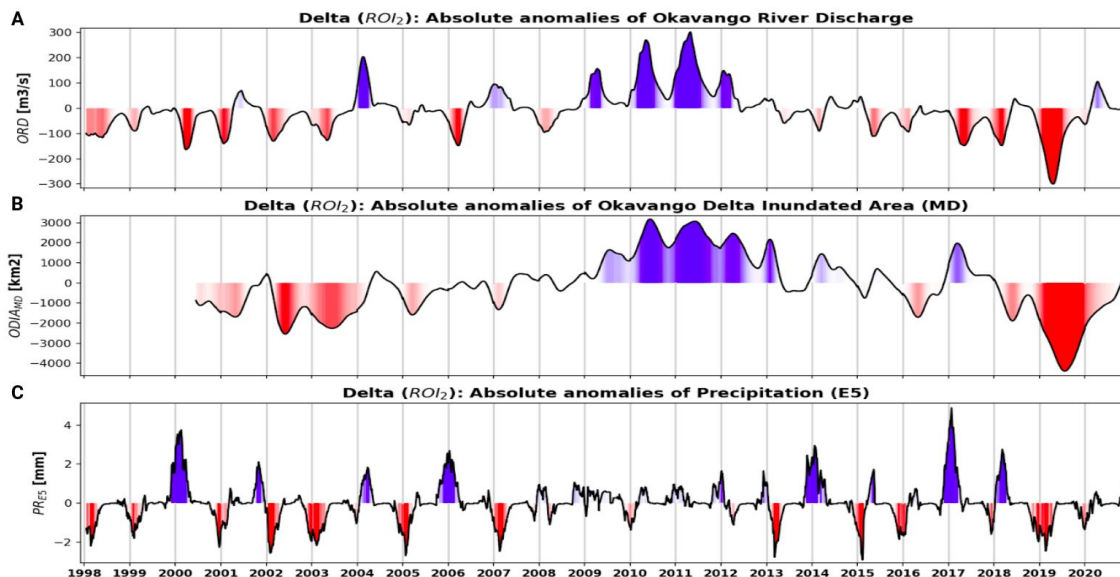 A
Delta (ROI₂): Absolute anomalies of Okavango River Discharge
ORD [m3/s]
300
200
100
0
−100
−200
−300
B
Delta (ROI₂): Absolute anomalies of Okavango Delta Inundated Area (MD)
ODIA_MD [km2]
3000
2000
1000
0
−1000
−2000
−3000
−4000
C
Delta (ROI₂): Absolute anomalies of Precipitation (E5)
PR_E5 [mm]
4
2
0
−2
1998 1999 2000 2001 2002 2003 2004 2005 2006 2007 2008 2009 2010 2011 2012 2013 2014 2015 2016 2017 2018 2019 2020